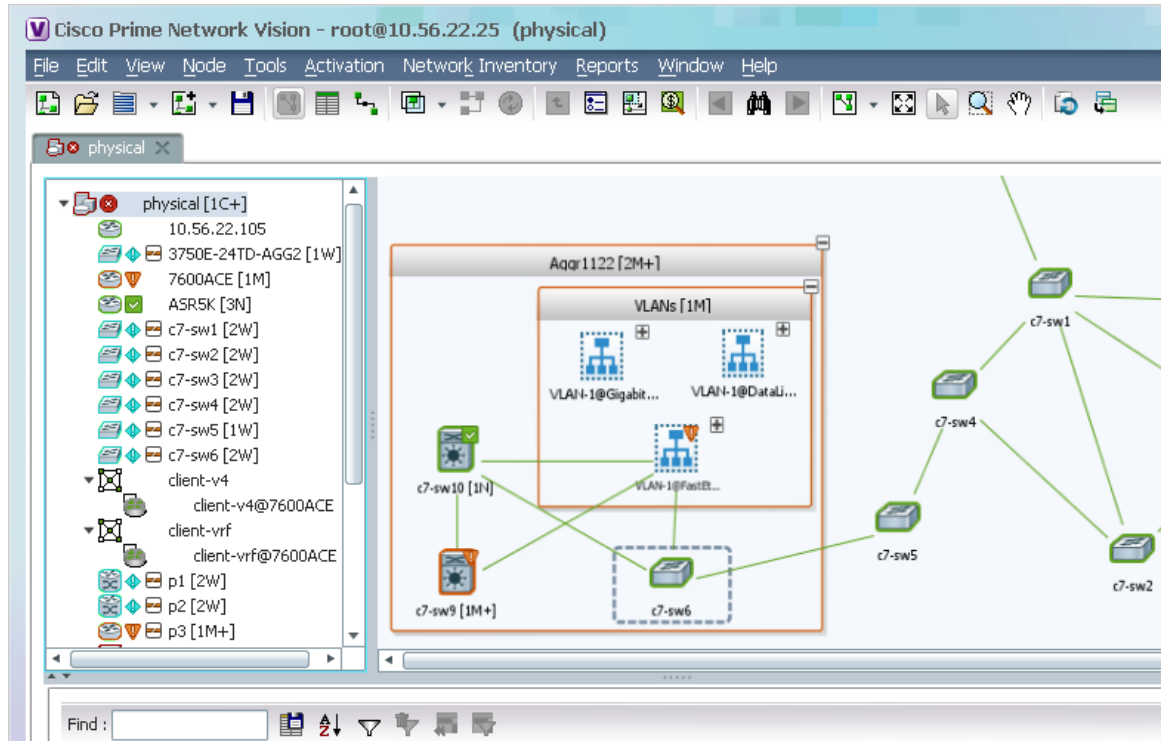 Cisco Prime Network Vision - root@10.56.22.25 (physical)
File Edit View Node Tools Activation Network Inventory Reports Window Help
physical
physical [1C+]
10.56.22.105
3750E-24TD-AGG2 [1W]
7600ACE [1M]
ASR5K [3N]
c7-sw1 [2W]
c7-sw2 [2W]
c7-sw3 [2W]
c7-sw4 [2W]
c7-sw5 [1W]
c7-sw6 [2W]
client-v4
client-v4@7600ACE
client-vrf
client-vrf@7600ACE
p1 [2W]
p2 [2W]
p3 [1M+]
Aggr1122 [2M+]
VLANs [1M]
VLAN-1@Gigabit...
VLAN-1@DataLi...
VLAN-1@FastEt...
c7-sw10 [1N]
c7-sw9 [1M+]
c7-sw6
c7-sw1
c7-sw4
c7-sw5
c7-sw2
Find :